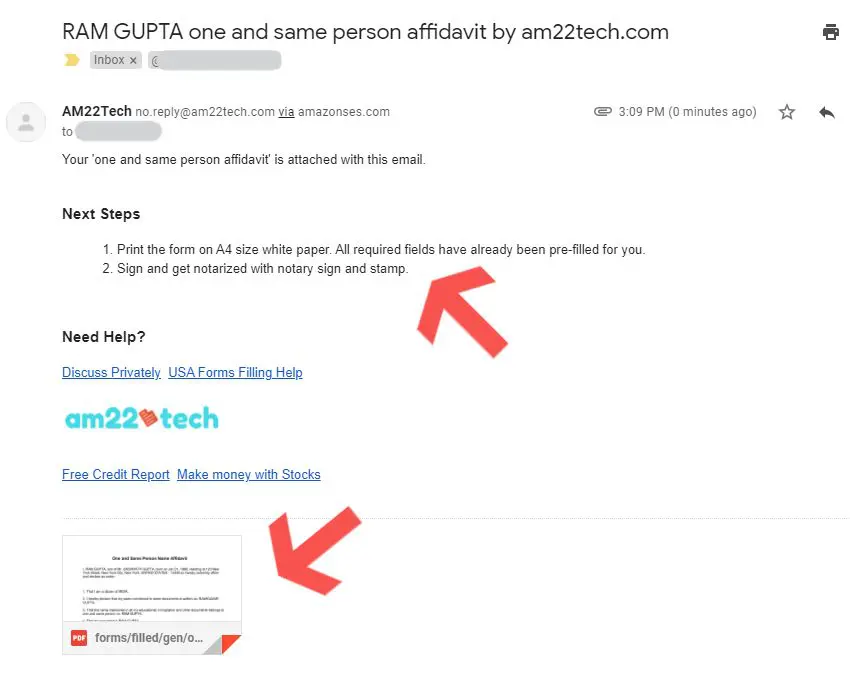 RAM GUPTA one and same person affidavit by am22tech.com
Inbox ×
AM22Tech no.reply@am22tech.com via amazonses.com
3:09 PM (0 minutes ago)
to
Your 'one and same person affidavit' is attached with this email.
Next Steps
1. Print the form on A4 size white paper. All required fields have already been pre-filled for you.
2. Sign and get notarized with notary sign and stamp.
Need Help?
Discuss Privately USA Forms Filling Help
am22tech
Free Credit Report Make money with Stocks
One and Same Person Name Affidavit
PDF forms/filled/gen/o...